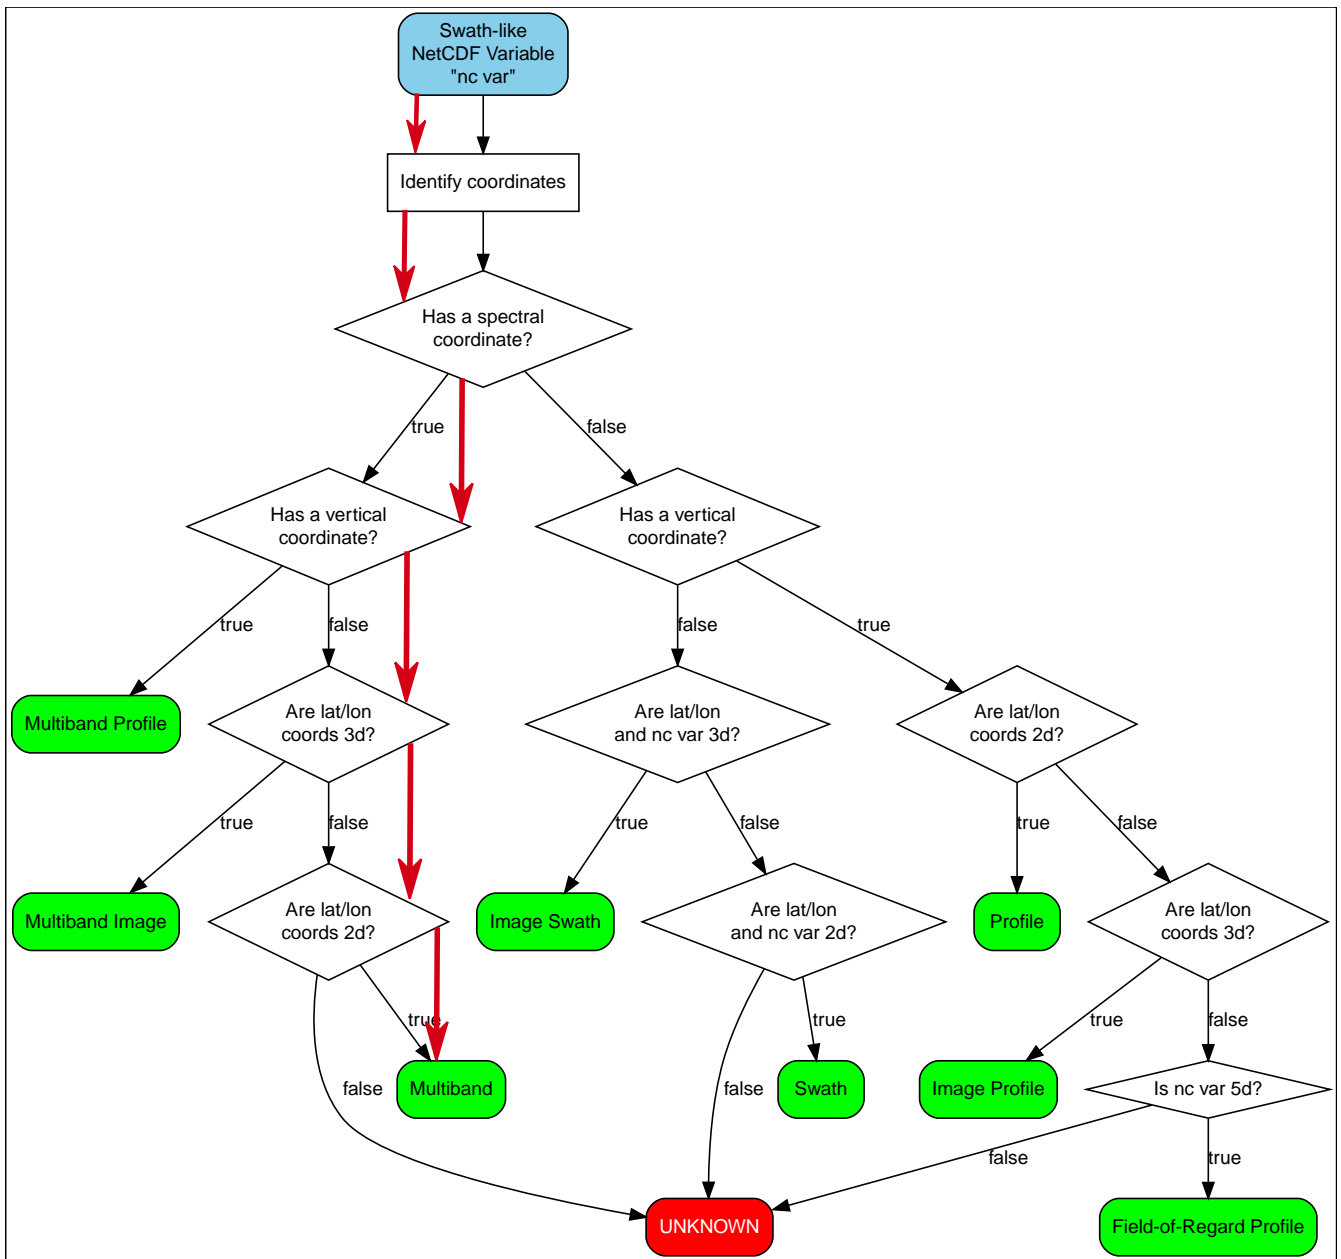 Swath-like
NetCDF Variable
"nc var"
Identify coordinates
Has a spectral
coordinate?
true
false
Has a vertical
coordinate?
Has a vertical
coordinate?
true
false
false
true
Multiband Profile
Are lat/lon
coords 3d?
Are lat/lon
and nc var 3d?
Are lat/lon
coords 2d?
true
false
true
false
true
false
Multiband Image
Are lat/lon
coords 2d?
Image Swath
Are lat/lon
and nc var 2d?
Profile
Are lat/lon
coords 3d?
true
true
true
false
false
Multiband
false
Swath
Image Profile
Is nc var 5d?
false
true
UNKNOWN
Field-of-Regard Profile